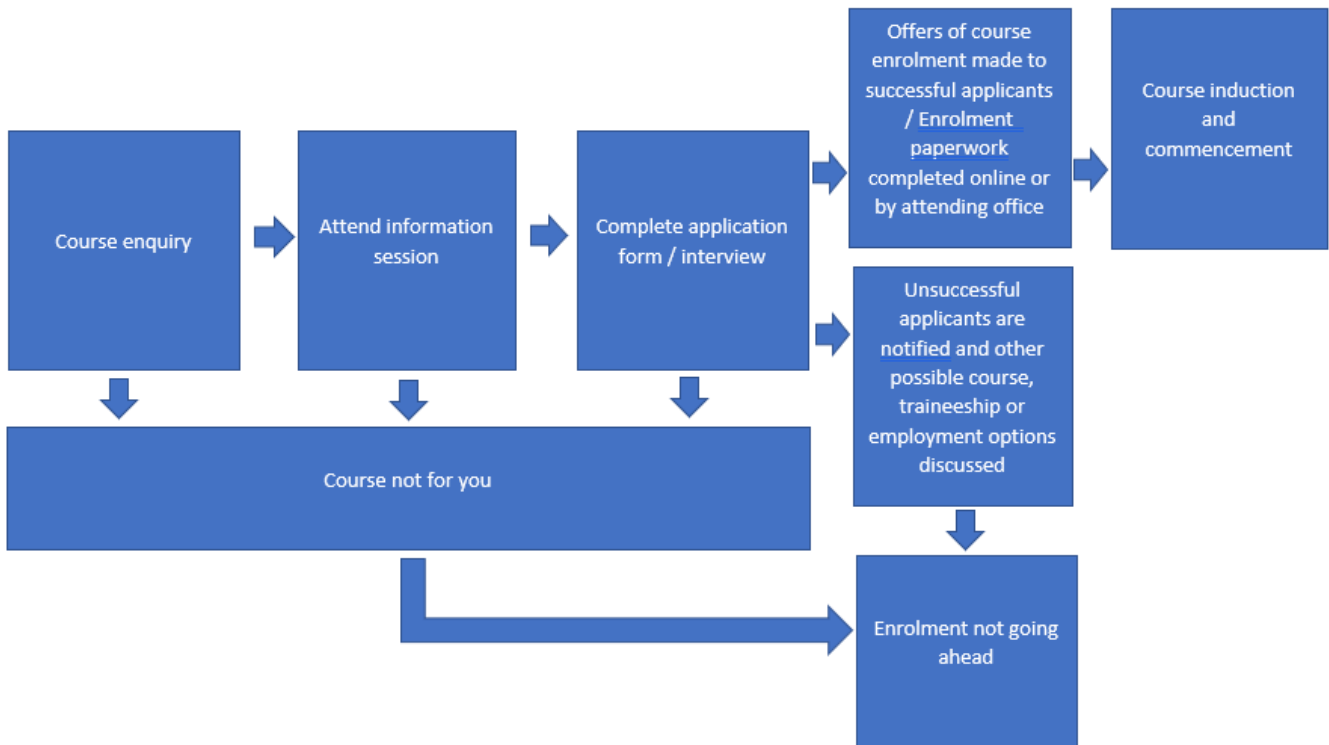 Course enquiry
Attend information
session
Complete application
form / interview
Offers of course
enrolment made to
successful applicants
/ Enrolment
paperwork
completed online or
by attending office
Course induction
and
commencement
Unsuccessful
applicants are
notified and other
possible course,
traineeship or
employment options
discussed
Course not for you
Enrolment not going
ahead